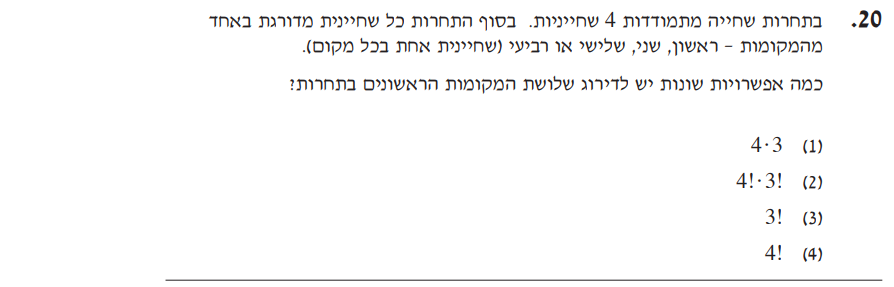 .20 בתחרות שחייה מתמודדות 4 שחייניות. בסוף התחרות כל שחיינית מדורגת באחד
מהמקומות – ראשון, שני, שלישי או רביעי (שחיינית אחת בכל מקום).
כמה אפשרויות שונות יש לדירוג שלושת המקומות הראשונים בתחרות?
(1) 4·3
(2) 4!·3!
(3) 3!
(4) 4!